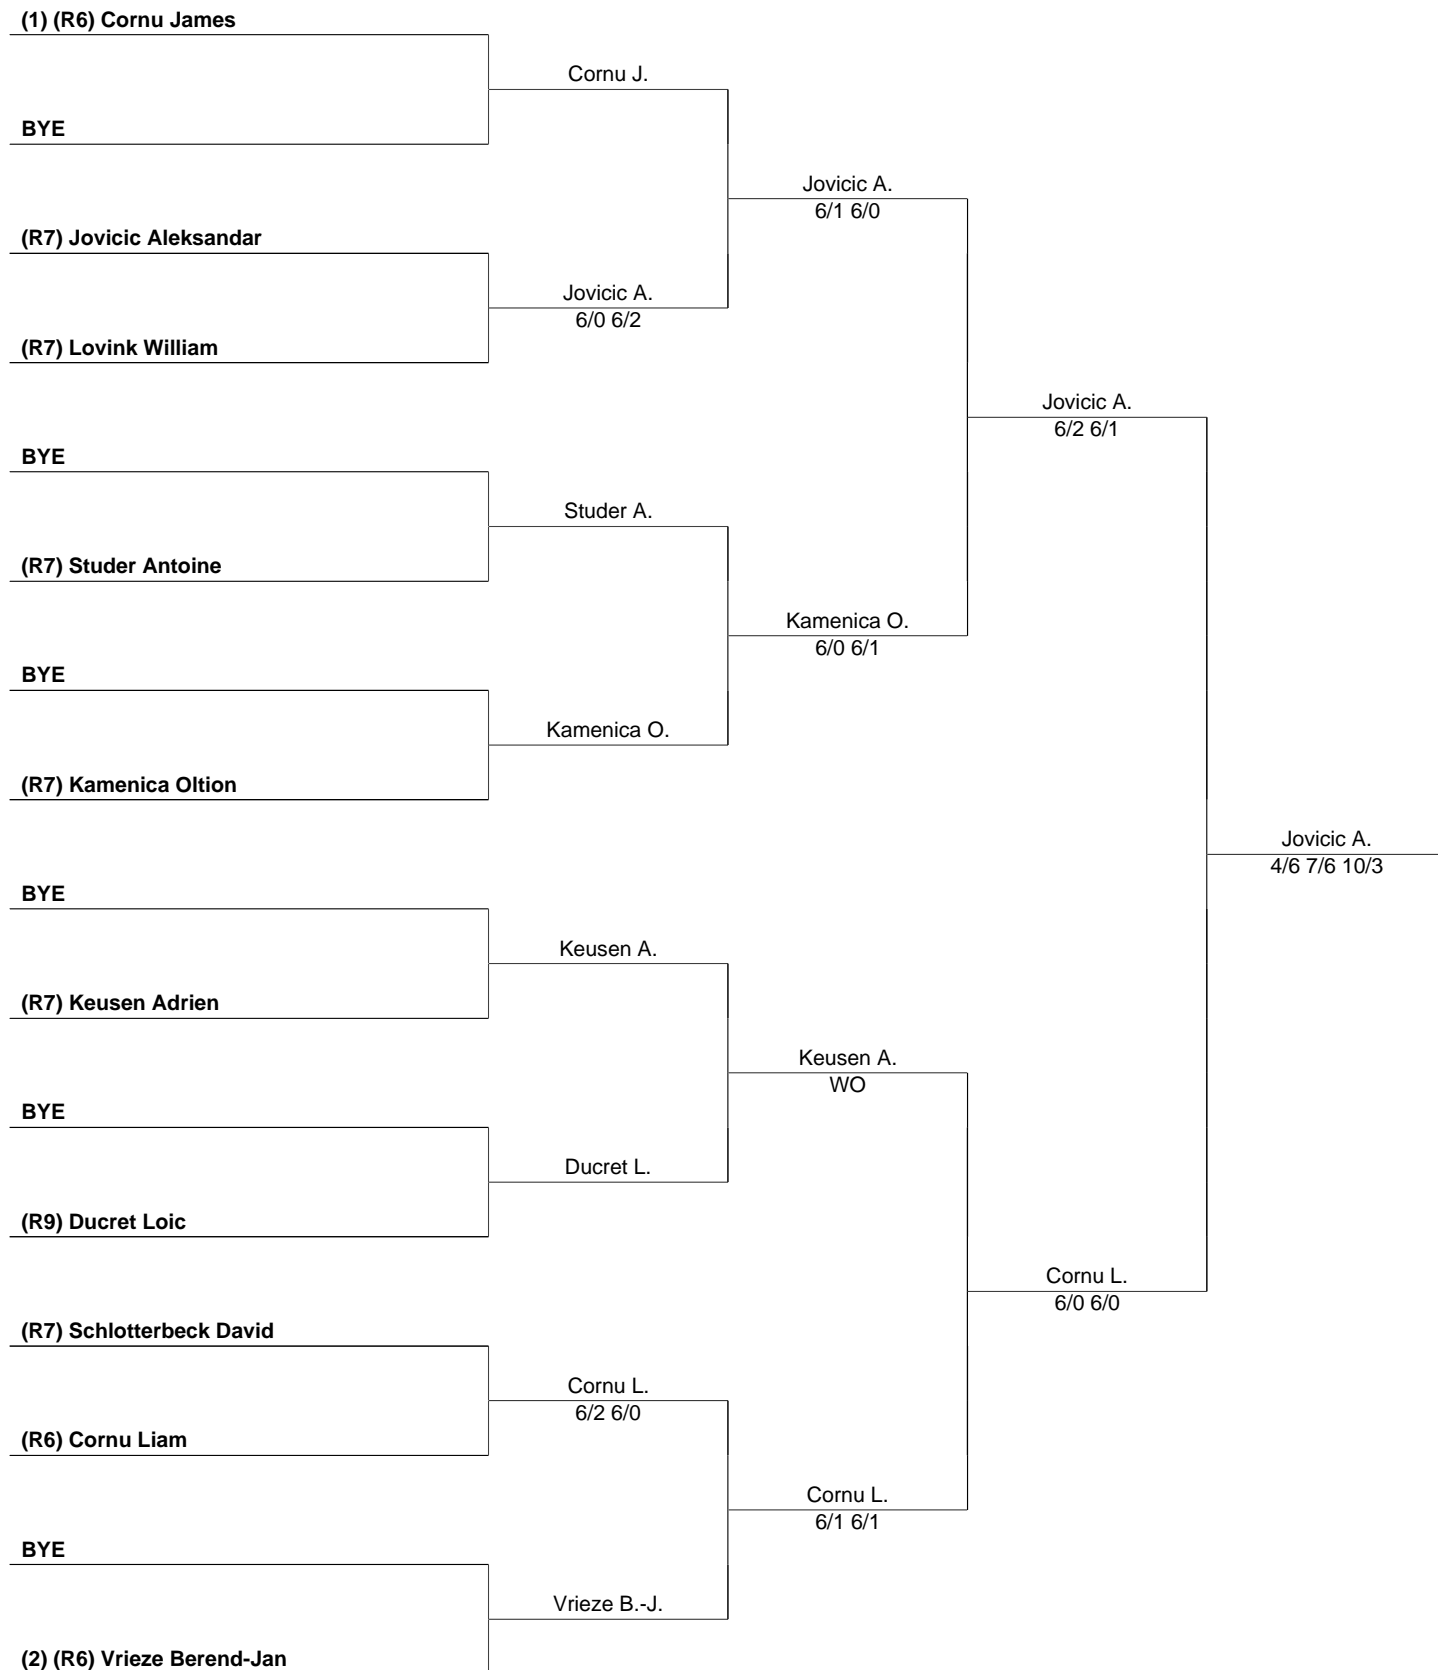 (1) (R6) Cornu James
Cornu J.
BYE
Jovicic A.
6/1 6/0
(R7) Jovicic Aleksandar
Jovicic A.
6/0 6/2
(R7) Lovink William
Jovicic A.
6/2 6/1
BYE
Studer A.
(R7) Studer Antoine
Kamenica O.
6/0 6/1
BYE
Kamenica O.
(R7) Kamenica Oltion
Jovicic A.
4/6 7/6 10/3
BYE
Keusen A.
(R7) Keusen Adrien
Keusen A.
WO
BYE
Ducret L.
(R9) Ducret Loic
Cornu L.
6/0 6/0
(R7) Schlotterbeck David
Cornu L.
6/2 6/0
(R6) Cornu Liam
Cornu L.
6/1 6/1
BYE
Vrieze B.-J.
(2) (R6) Vrieze Berend-Jan